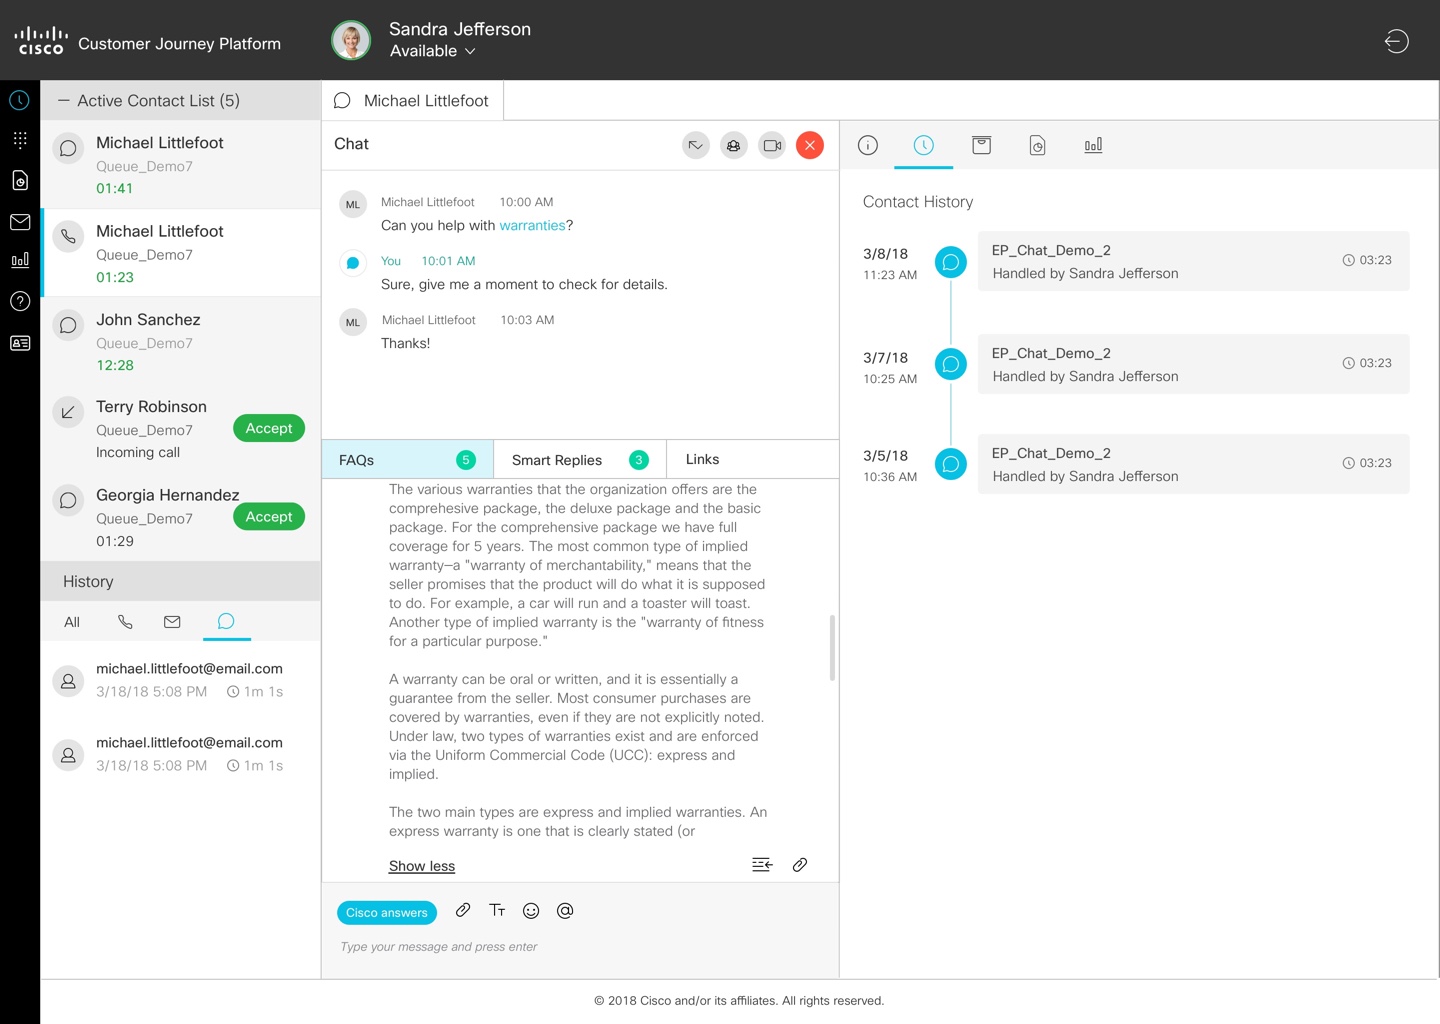 CISCO
Customer Journey Platform
Sandra Jefferson
Available
Active Contact List (5)
Michael Littlefoot
Queue_Demo7
01:41
Michael Littlefoot
Queue_Demo7
01:23
John Sanchez
Queue_Demo7
12:28
Terry Robinson
Queue_Demo7
Accept
Incoming call
Georgia Hernandez
Queue_Demo7
Accept
01:29
History
All
michael.littlefoot@email.com
3/18/18 5:08 PM 1m 1s
michael.littlefoot@email.com
3/18/18 5:08 PM 1m 1s
Michael Littlefoot
Chat
ML
Michael Littlefoot 10:00 AM
Can you help with warranties?
You 10:01 AM
Sure, give me a moment to check for details.
ML
Michael Littlefoot 10:03 AM
Thanks!
FAQs 5
Smart Replies 3
Links
The various warranties that the organization offers are the
comprehesive package, the deluxe package and the basic
package. For the comprehensive package we have full
coverage for 5 years. The most common type of implied
warranty—a "warranty of merchantability," means that the
seller promises that the product will do what it is supposed
to do. For example, a car will run and a toaster will toast.
Another type of implied warranty is the "warranty of fitness
for a particular purpose."
A warranty can be oral or written, and it is essentially a
guarantee from the seller. Most consumer purchases are
covered by warranties, even if they are not explicitly noted.
Under law, two types of warranties exist and are enforced
via the Uniform Commercial Code (UCC): express and
implied.
The two main types are express and implied warranties. An
express warranty is one that is clearly stated (or
Show less
Cisco answers
Type your message and press enter
Contact History
3/8/18
11:23 AM
EP_Chat_Demo_2
Handled by Sandra Jefferson
03:23
3/7/18
10:25 AM
EP_Chat_Demo_2
Handled by Sandra Jefferson
03:23
3/5/18
10:36 AM
EP_Chat_Demo_2
Handled by Sandra Jefferson
03:23
© 2018 Cisco and/or its affiliates. All rights reserved.